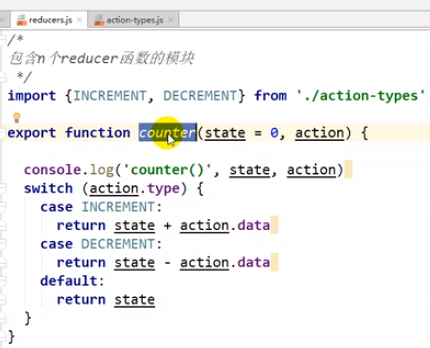 reducers.js action-types.js
/*
包含n个reducer函数的模块
*/
import {INCREMENT, DECREMENT} from './action-types'
export function counter(state = 0, action) {
console.log('counter()', state, action)
switch (action.type) {
case INCREMENT:
return state + action.data
case DECREMENT:
return state - action.data
default:
return state
}
}